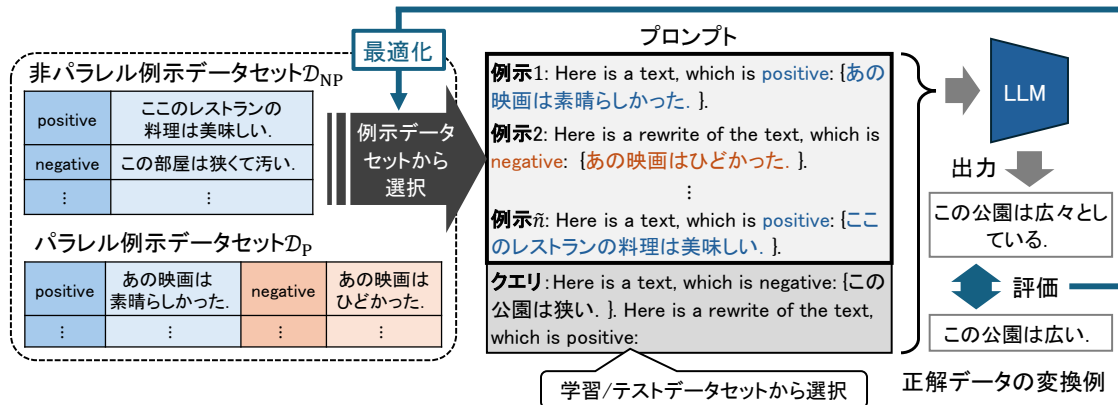 最適化
非パラレル例示データセット𝒟NP
positive
ここのレストランの
料理は美味しい.
negative
この部屋は狭くて汚い.
⋮
⋮
パラレル例示データセット𝒟P
positive
あの映画は
素晴らしかった.
negative
あの映画は
ひどかった.
⋮
⋮
⋮
⋮
例示データ
セットから
選択
プロンプト
例示1: Here is a text, which is positive: {あの
映画は素晴らしかった. }.
例示2: Here is a rewrite of the text, which is
negative: {あの映画はひどかった. }.
⋮
例示ñ: Here is a text, which is positive: {ここ
のレストランの料理は美味しい. }.
クエリ: Here is a text, which is negative: {この
公園は狭い. }. Here is a rewrite of the text,
which is positive:
学習/テストデータセットから選択
LLM
出力
この公園は広々とし
ている.
評価
この公園は広い.
正解データの変換例